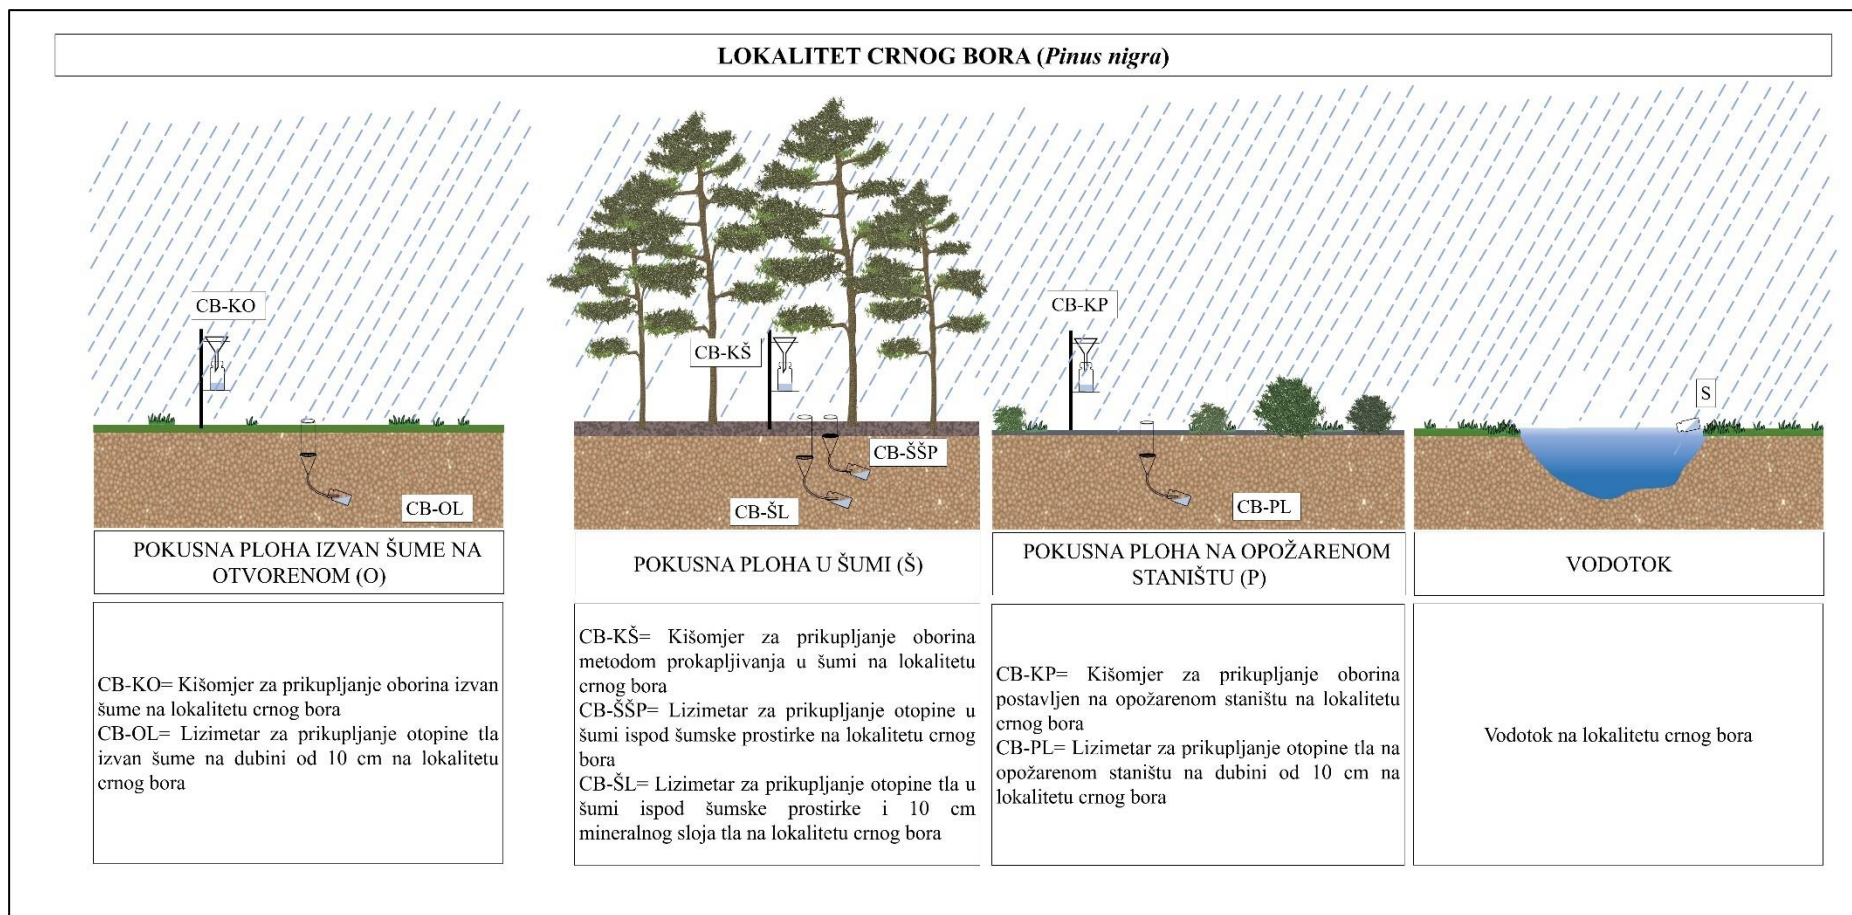 LOKALITET CRNOG BORA (Pinus nigra)
CB-KO
CB-OL
CB-KŠ
CB-ŠŠP
CB-ŠL
CB-KP
CB-PL
S
POKUSNA PLOHA IZVAN ŠUME NA
OTVORENOM (O)
POKUSNA PLOHA U ŠUMI (Š)
POKUSNA PLOHA NA OPOŽARENOM
STANIŠTU (P)
VODOTOK
CB-KO= Kišomjer za prikupljanje oborina izvan
šume na lokalitetu crnog bora
CB-OL= Lizimetar za prikupljanje otopine tla
izvan šume na dubini od 10 cm na lokalitetu
crnog bora
CB-KŠ= Kišomjer za prikupljanje oborina
metodom prokapljivanja u šumi na lokalitetu
crnog bora
CB-ŠŠP= Lizimetar za prikupljanje otopine u
šumi ispod šumske prostirke na lokalitetu crnog
bora
CB-ŠL= Lizimetar za prikupljanje otopine tla u
šumi ispod šumske prostirke i 10 cm
mineralnog sloja tla na lokalitetu crnog bora
CB-KP= Kišomjer za prikupljanje oborina
postavljen na opožarenom staništu na lokalitetu
crnog bora
CB-PL= Lizimetar za prikupljanje otopine tla na
opožarenom staništu na dubini od 10 cm na
lokalitetu crnog bora
Vodotok na lokalitetu crnog bora